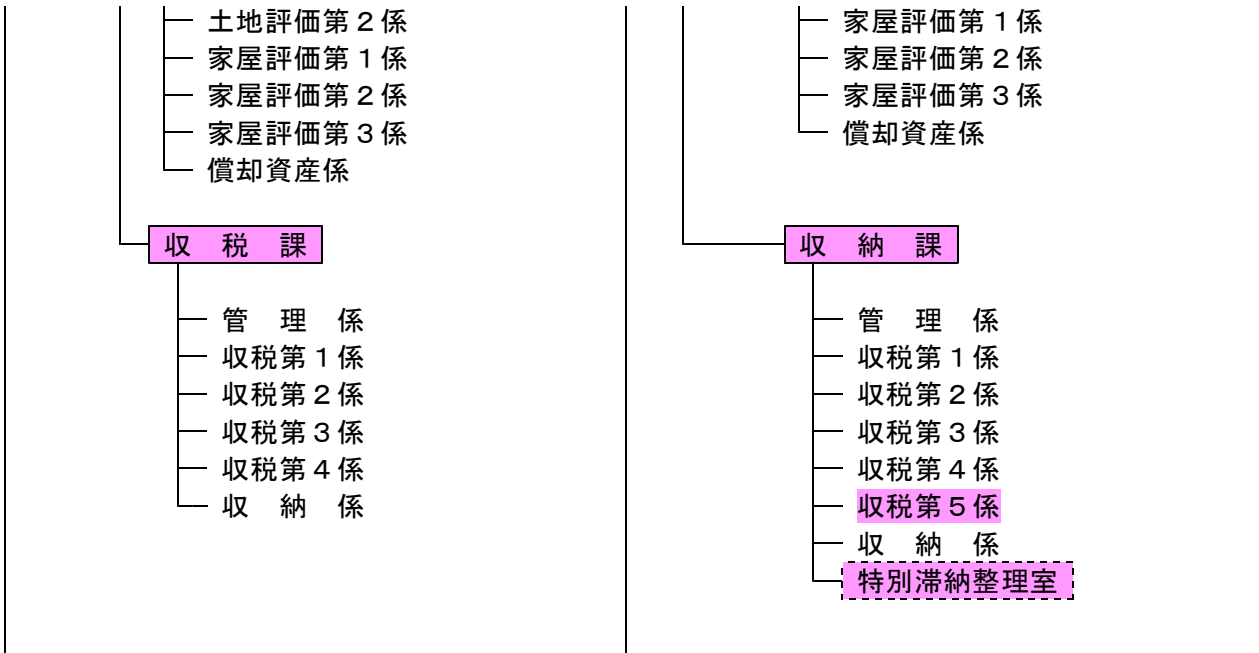 土地評価第２係
家屋評価第１係
家屋評価第２係
家屋評価第３係
償却資産係
収　税　課
管　理　係
収税第１係
収税第２係
収税第３係
収税第４係
収　納　係
家屋評価第１係
家屋評価第２係
家屋評価第３係
償却資産係
収　納　課
管　理　係
収税第１係
収税第２係
収税第３係
収税第４係
収税第５係
収　納　係
特別滞納整理室